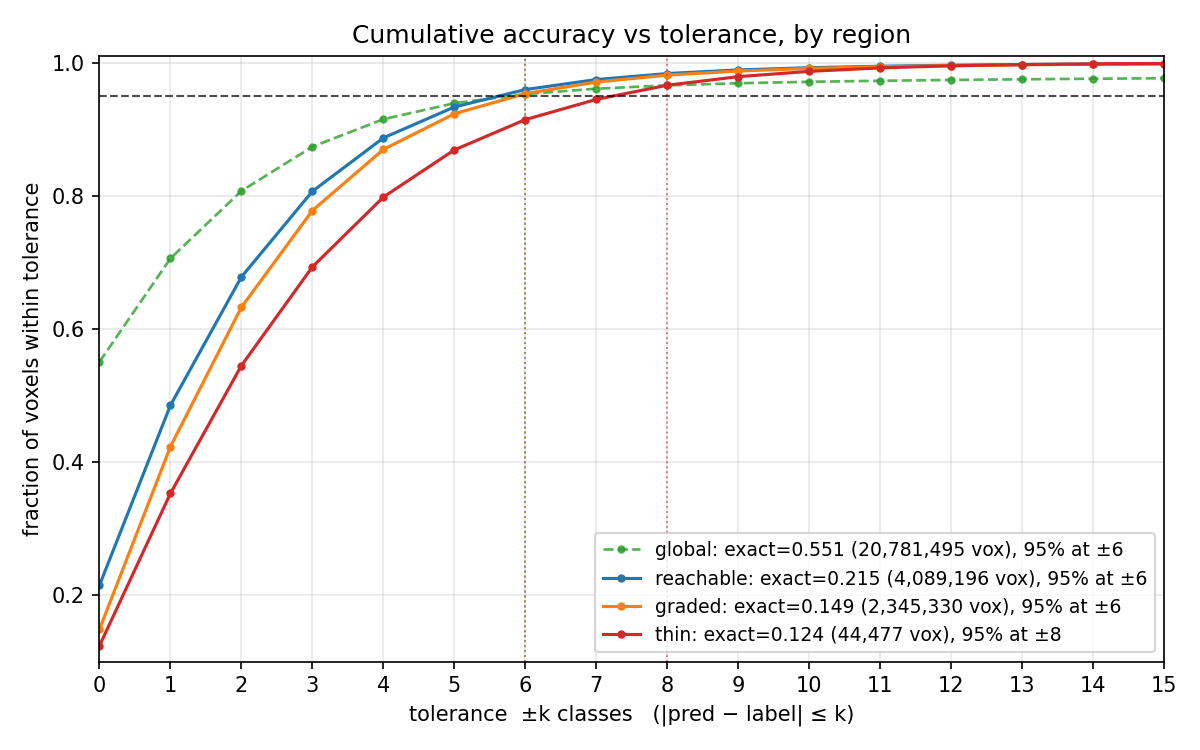 Cumulative accuracy vs tolerance, by region
fraction of voxels within tolerance
1.0
0.8
0.6
0.4
0.2
global: exact=0.551 (20,781,495 vox), 95% at ±6
reachable: exact=0.215 (4,089,196 vox), 95% at ±6
graded: exact=0.149 (2,345,330 vox), 95% at ±6
thin: exact=0.124 (44,477 vox), 95% at ±8
0 1 2 3 4 5 6 7 8 9 10 11 12 13 14 15
tolerance ±k classes (|pred − label| ≤ k)